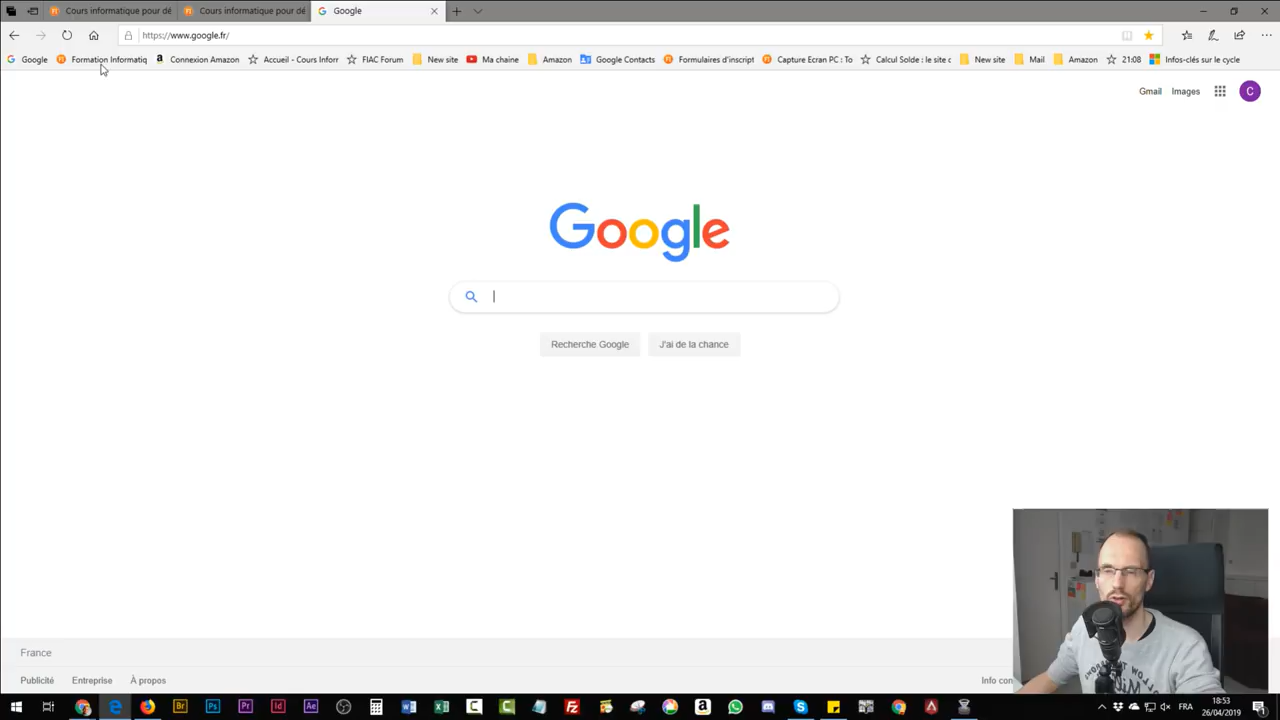 Cours informatique pour dé
Cours informatique pour dé
Google
https://www.google.fr/
Google
Formation Informatiq
Connexion Amazon
Accueil - Cours Inforr
FIAC Forum
New site
Ma chaine
Amazon
Google Contacts
Formulaires d'inscript
Capture Ecran PC : To
Calcul Solde : le site c
New site
Mail
Amazon
21:08
Infos-clés sur le cycle
Gmail
Images
C
Google
Recherche Google
J'ai de la chance
France
Publicité
Entreprise
À propos
Info con
FRA
18:53
26/04/2019